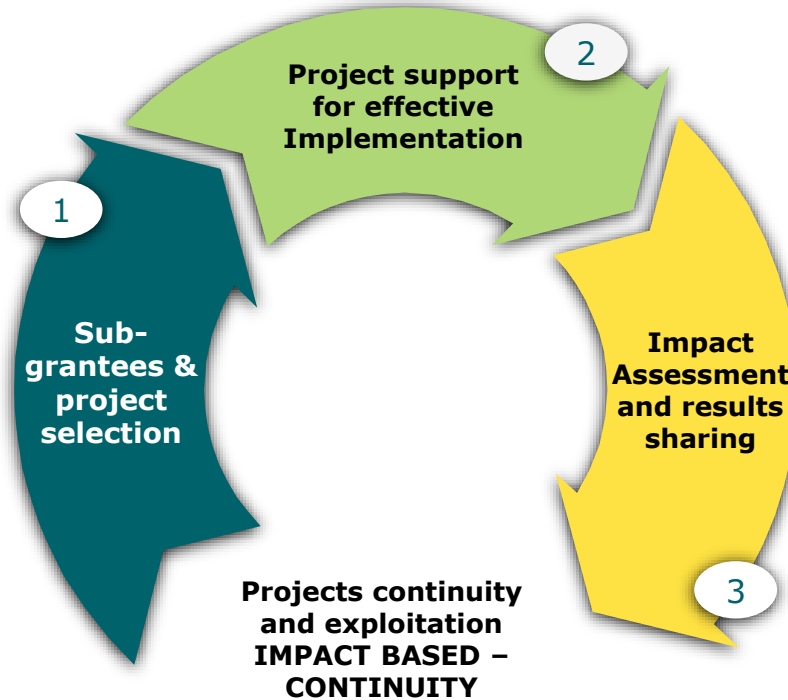 1
Sub-
grantees &
project
selection
2
Project support
for effective
Implementation
Impact
Assessment
and results
sharing
3
Projects continuity
and exploitation
IMPACT BASED –
CONTINUITY